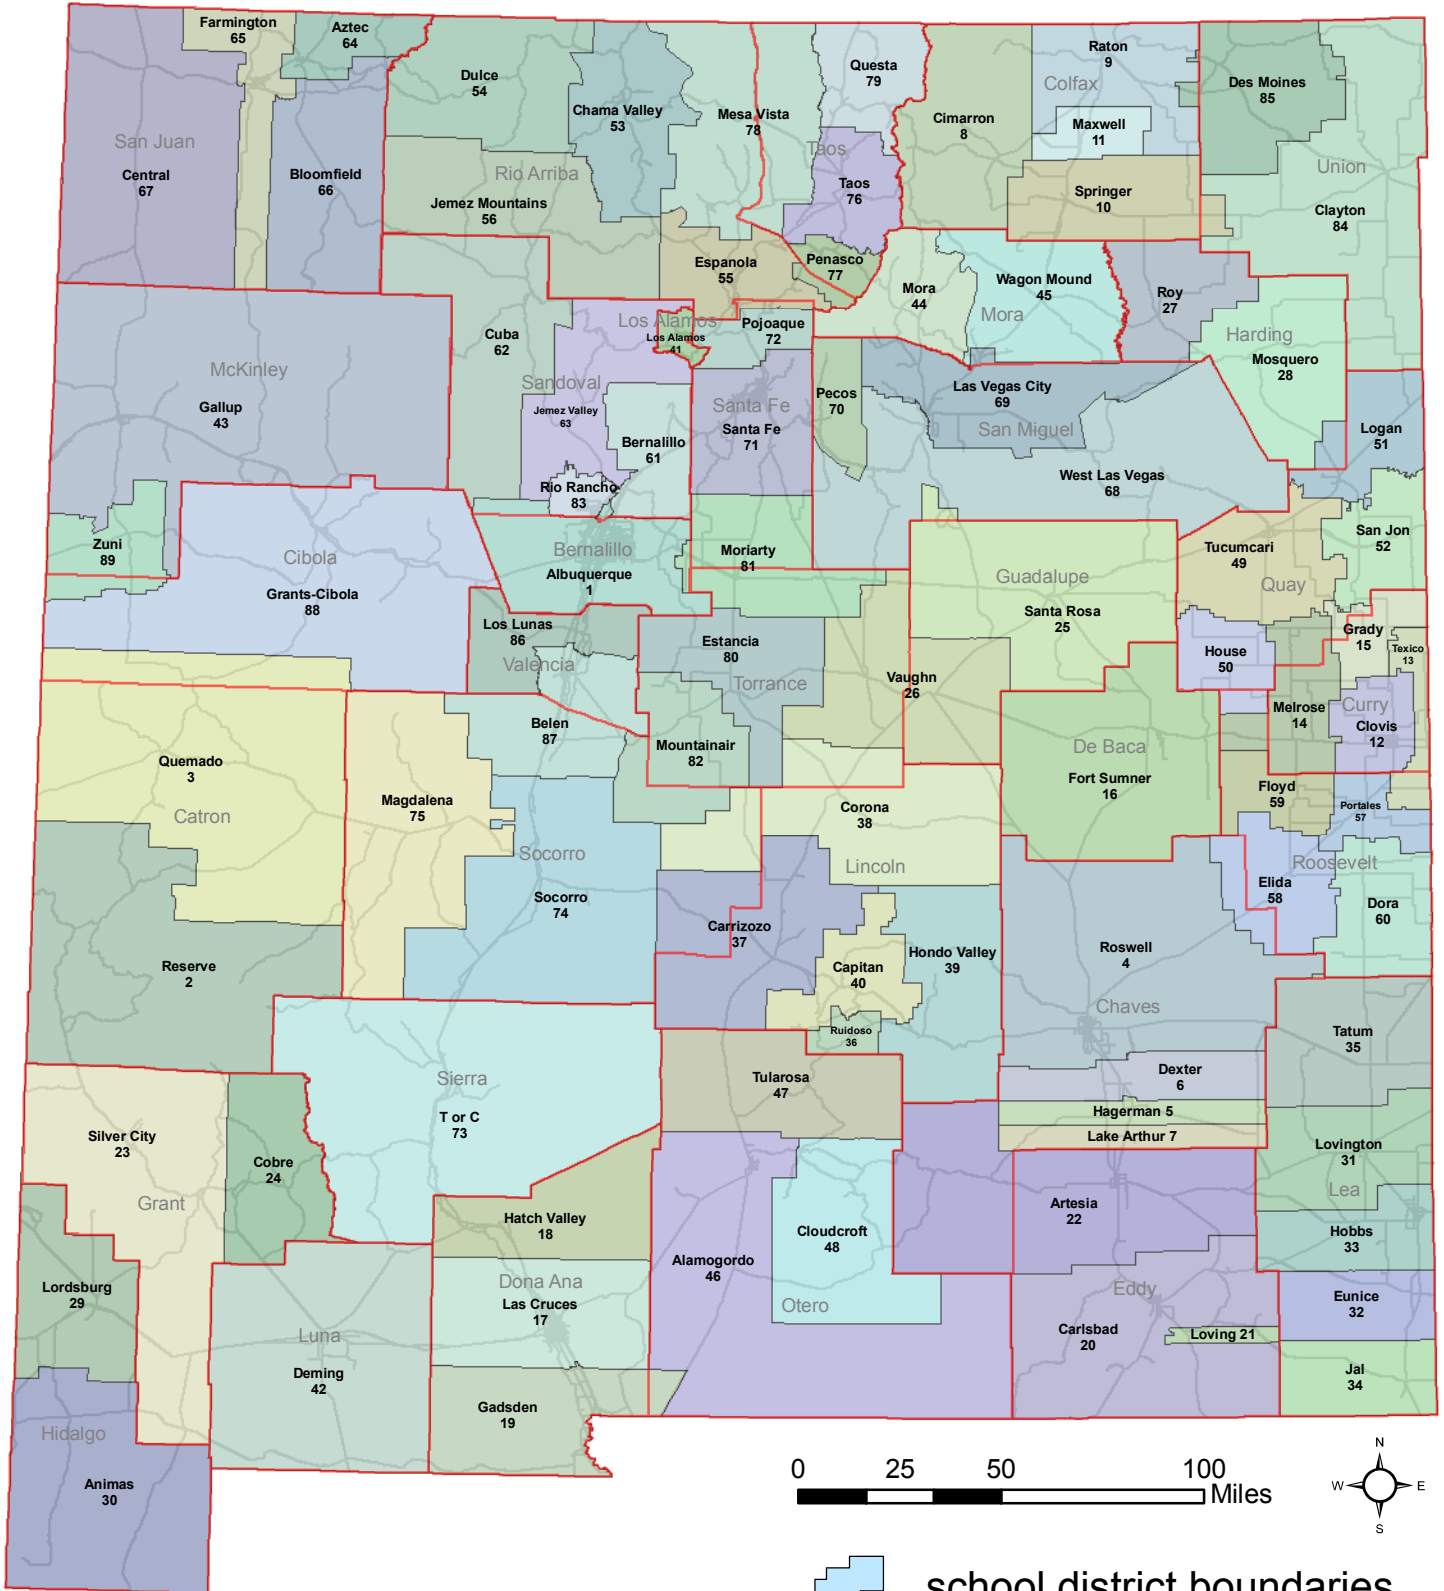 Farmington
65
Aztec
64
Dulce
54
Chama Valley
53
Mesa Vista
78
Questa
79
Raton
9
Colfax
Cimarron
8
Maxwell
11
Des Moines
85
San Juan
Central
67
Bloomfield
66
Rio Arriba
Jemez Mountains
56
Taos
Taos
76
Springer
10
Union
Clayton
84
Espanola
55
Penasco
77
Mora
44
Wagon Mound
45
Mora
Roy
27
Harding
Mosquero
28
Cuba
62
Los Alamos
Los Alamos
41
Pojoaque
72
McKinley
Gallup
43
Sandoval
Jemez Valley
63
Bernalillo
61
Santa Fe
Santa Fe
71
Pecos
70
Las Vegas City
69
San Miguel
Logan
51
Rio Rancho
83
West Las Vegas
68
Zuni
89
Cibola
Grants-Cibola
88
Bernalillo
Albuquerque
1
Moriarty
81
Guadalupe
Santa Rosa
25
Tucumcari
49
Quay
San Jon
52
Los Lunas
86
Valencia
Estancia
80
Torrance
Vaughn
26
House
50
Grady
15
Texico
13
Quemado
3
Catron
Magdalena
75
Belen
87
Mountainair
82
De Baca
Fort Sumner
16
Melrose
14
Curry
Clovis
12
Corona
38
Lincoln
Floyd
59
Portales
57
Roosevelt
Socorro
Socorro
74
Elida
58
Dora
60
Reserve
2
Carrizozo
37
Capitan
40
Hondo Valley
39
Roswell
4
Chaves
Ruidoso
36
Tatum
35
Sierra
T or C
73
Tularosa
47
Dexter
6
Hagerman 5
Lake Arthur 7
Silver City
23
Cobre
24
Grant
Lovington
31
Lea
Hatch Valley
18
Artesia
22
Cloudcroft
48
Alamogordo
46
Otero
Hobbs
33
Lordsburg
29
Dona Ana
Las Cruces
17
Eddy
Eunice
32
Luna
Deming
42
Carlsbad
20
Loving 21
Jal
34
Gadsden
19
Hidalgo
Animas
30
0 25 50 100
Miles
N
W E
S
school district boundaries